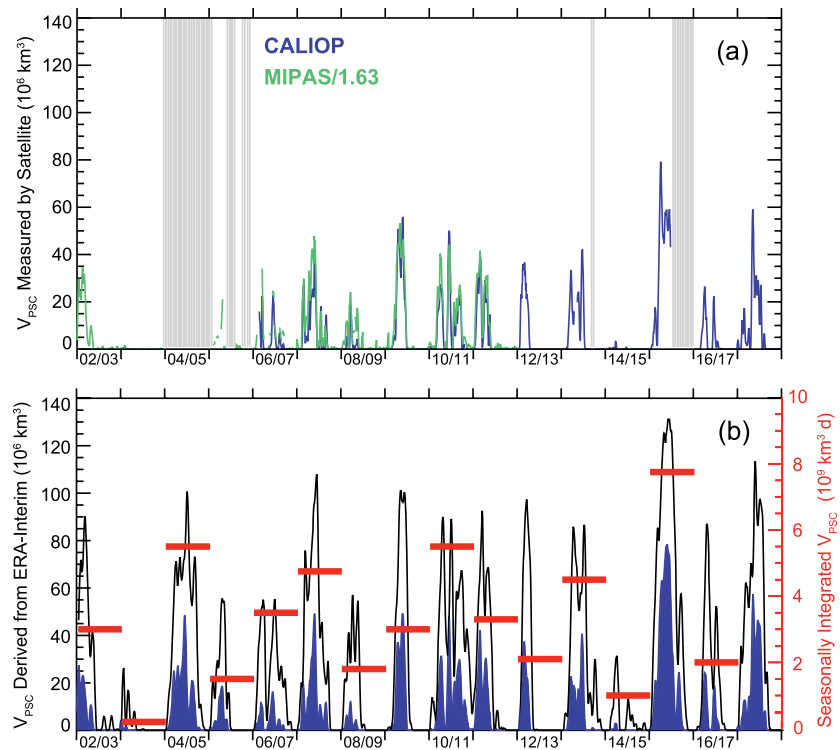 140
120
100
80
60
40
20
0
V_PSC Measured by Satellite (10⁶ km³)
CALIOP
MIPAS/1.63
(a)
02/03 04/05 06/07 08/09 10/11 12/13 14/15 16/17
140
120
100
80
60
40
20
0
V_PSC Derived from ERA-Interim (10⁶ km³)
(b)
10
8
6
4
2
0
Seasonally Integrated V_PSC (10⁹ km³ d)
02/03 04/05 06/07 08/09 10/11 12/13 14/15 16/17